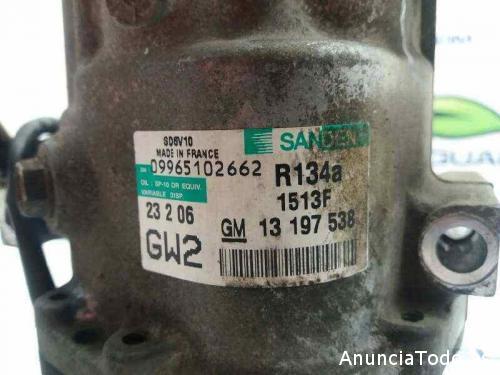 SD6V10
MADE IN FRANCE
SANDEN
SN 09965102662
R134a
OIL : SP-10 OR EQUIV.
VARIABLE DISP.
1513F
23 2 06
GM 13 197 538
GW2